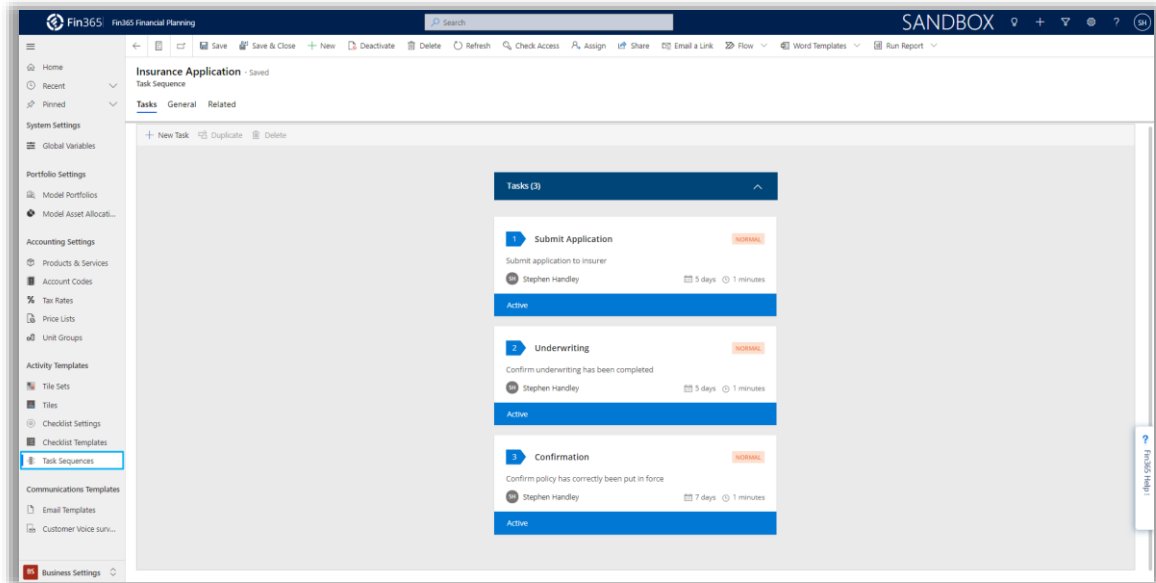 Fin365 Fin365 Financial Planning
Search
SANDBOX
SH
Save Save & Close New Deactivate Delete Refresh Check Access Assign Share Email a Link Flow Word Templates Run Report
Home
Recent
Pinned
System Settings
Global Variables
Portfolio Settings
Model Portfolios
Model Asset Allocati...
Accounting Settings
Products & Services
Account Codes
Tax Rates
Price Lists
Unit Groups
Activity Templates
Tile Sets
Tiles
Checklist Settings
Checklist Templates
Task Sequences
Communications Templates
Email Templates
Customer Voice surv...
BS Business Settings
Insurance Application - Saved
Task Sequence
Tasks General Related
New Task Duplicate Delete
Tasks (3)
1 Submit Application NORMAL
Submit application to insurer
SH Stephen Handley 5 days 1 minutes
Active
2 Underwriting NORMAL
Confirm underwriting has been completed
SH Stephen Handley 5 days 1 minutes
Active
3 Confirmation NORMAL
Confirm policy has correctly been put in force
SH Stephen Handley 7 days 1 minutes
Active
? Fin365 Help!